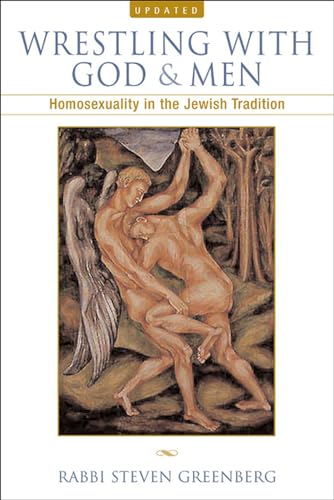 UPDATED
WRESTLING WITH
GOD & MEN
Homosexuality in the Jewish Tradition
RABBI STEVEN GREENBERG